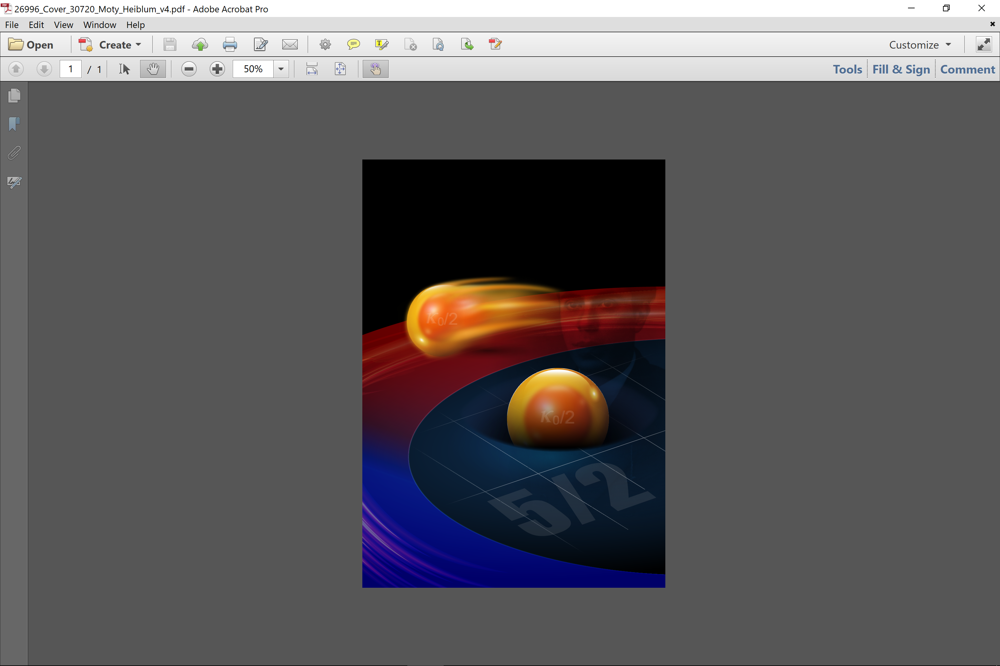 26996_Cover_30720_Moty_Heiblum_v4.pdf - Adobe Acrobat Pro
File Edit View Window Help
Open Create Customize
1 / 1 50% Tools Fill & Sign Comment
K0/2
K0/2
5/2